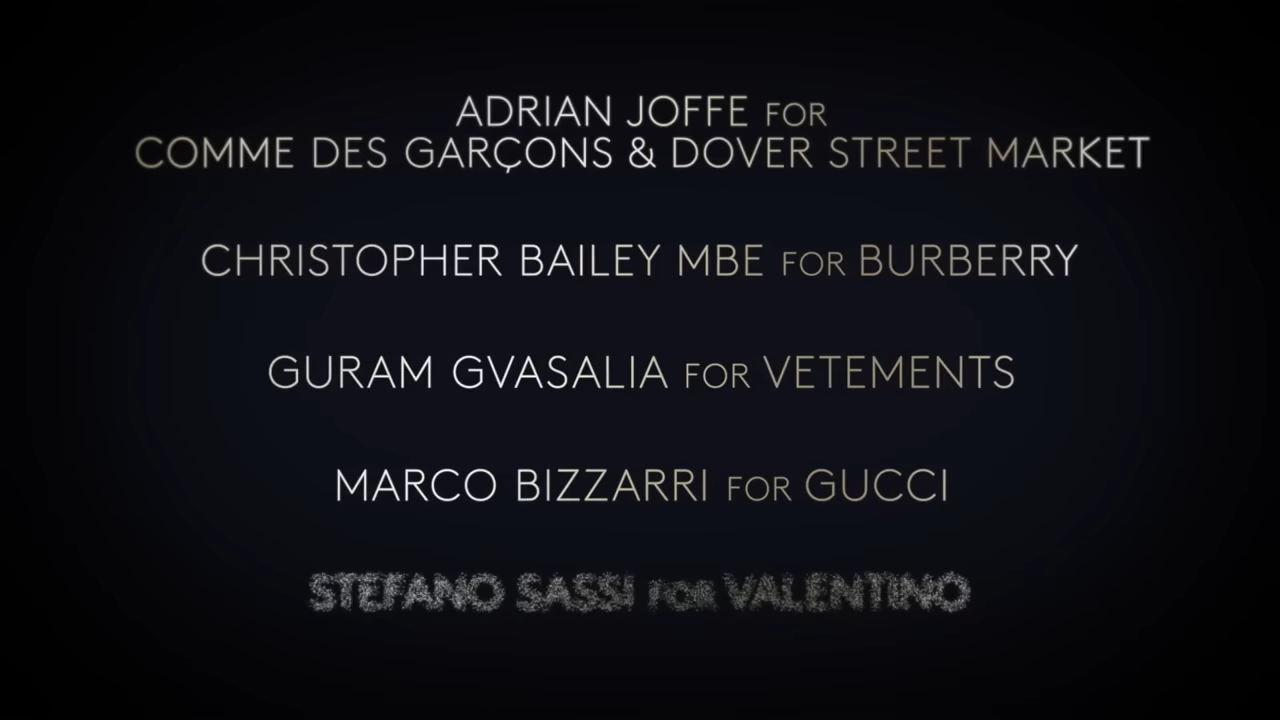 ADRIAN JOFFE FOR
COMME DES GARÇONS & DOVER STREET MARKET
CHRISTOPHER BAILEY MBE FOR BURBERRY
GURAM GVASALIA FOR VETEMENTS
MARCO BIZZARRI FOR GUCCI
STEFANO SASSI FOR VALENTINO